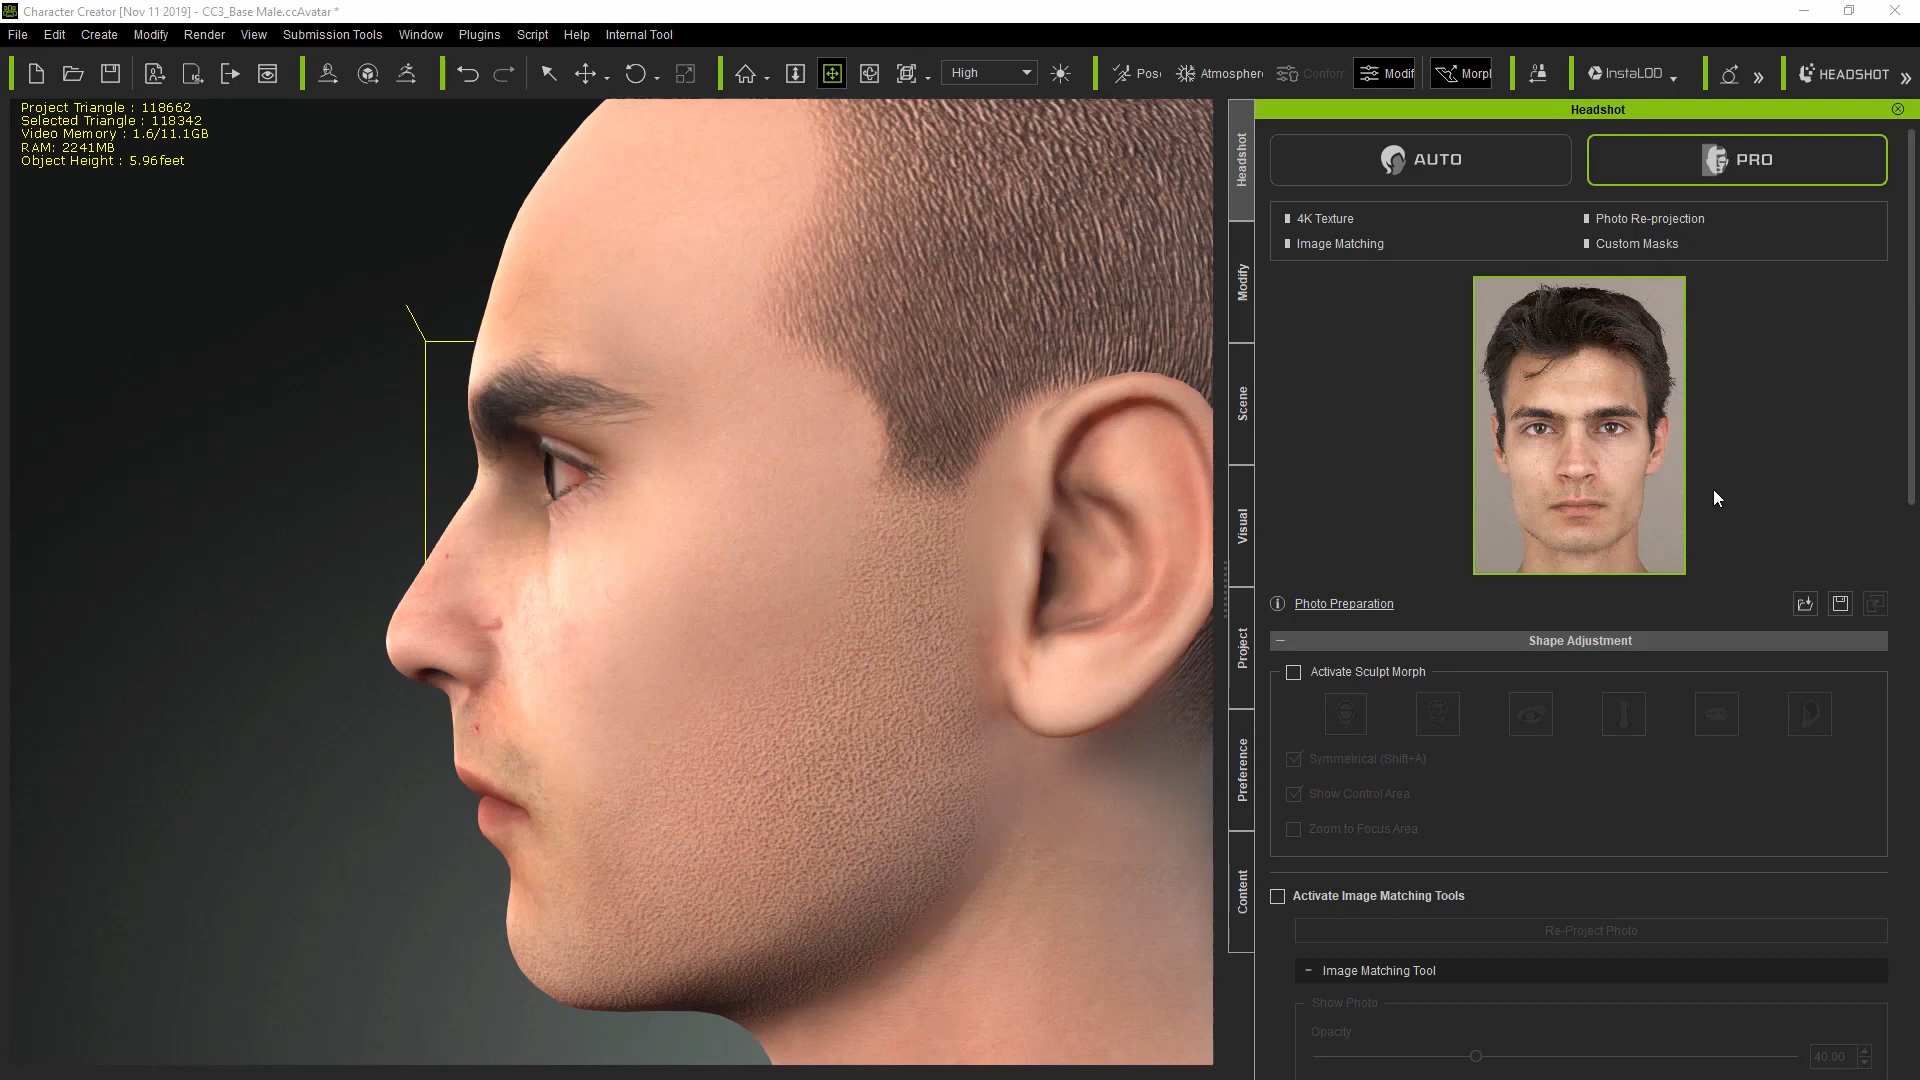 Character Creator [Nov 11 2019] - CC3_Base Male.ccAvatar *
File Edit Create Modify Render View Submission Tools Window Plugins Script Help Internal Tool
High Pos Atmospher Conform Modif Morpl InstaLOD HEADSHOT
Project Triangle : 118662
Selected Triangle : 118342
Video Memory : 1.6/11.1GB
RAM: 2241MB
Object Height : 5.96feet
Headshot
Modify
Scene
Visual
Project
Preference
Content
Headshot
AUTO PRO
4K Texture Photo Re-projection
Image Matching Custom Masks
Photo Preparation
Shape Adjustment
Activate Sculpt Morph
Symmetrical (Shift+A)
Show Control Area
Zoom to Focus Area
Activate Image Matching Tools
Re-Project Photo
Image Matching Tool
Show Photo
Opacity
40.00